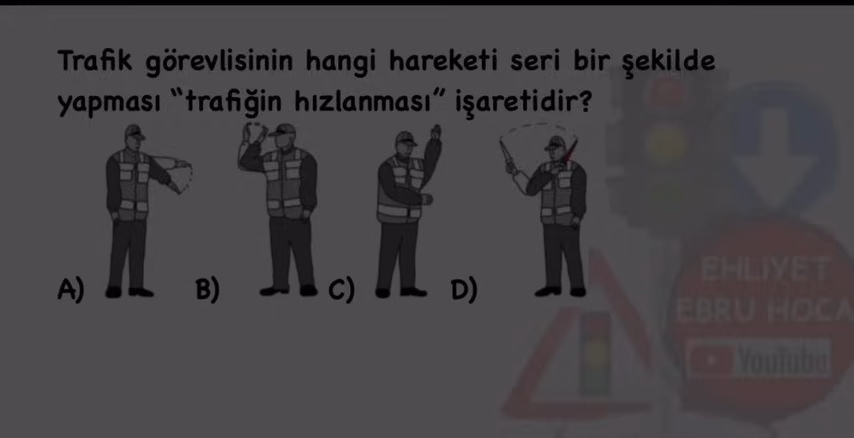 Trafik görevlisinin hangi hareketi seri bir şekilde
yapması “trafiğin hızlanması” işaretidir?
A) B) C) D)
EHLİYET
EBRU HOCA
YouTube